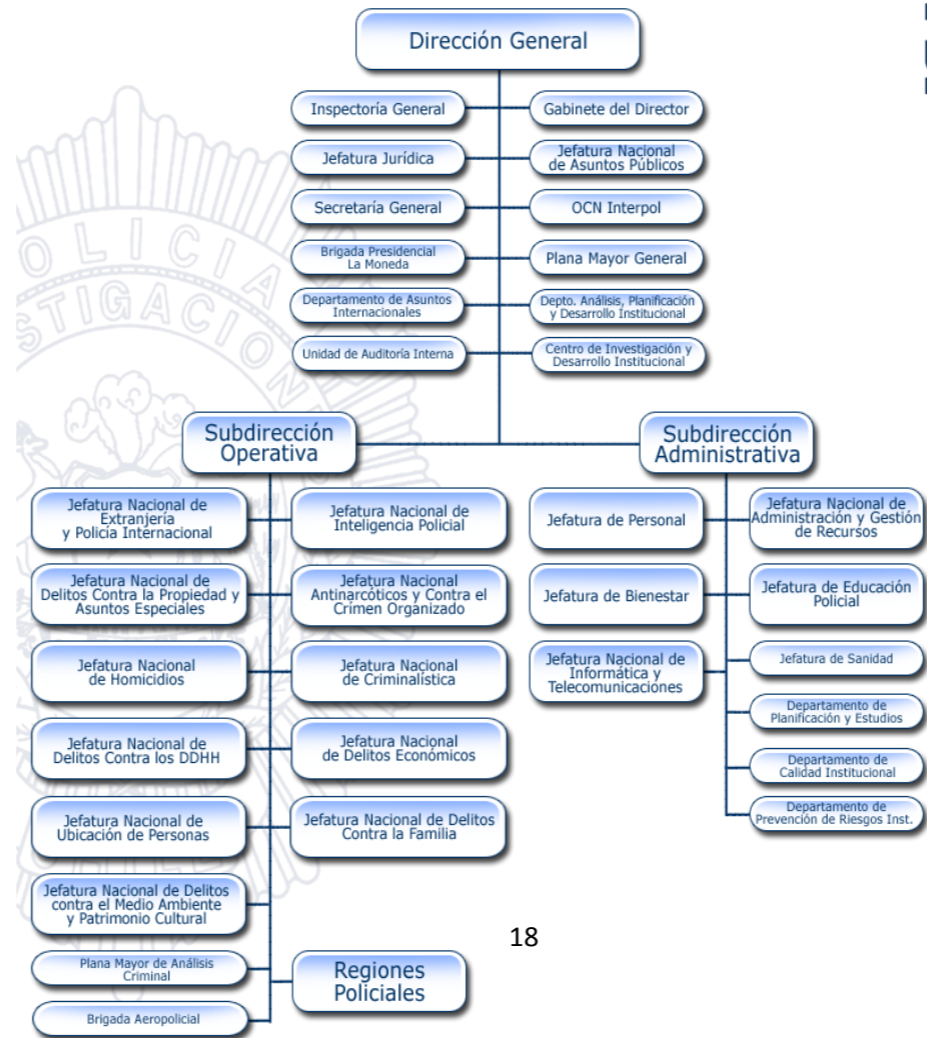 Dirección General
Inspectoría General
Gabinete del Director
Jefatura Jurídica
Jefatura Nacional
de Asuntos Públicos
Secretaría General
OCN Interpol
Brigada Presidencial
La Moneda
Plana Mayor General
Departamento de Asuntos
Internacionales
Depto. Análisis, Planificación
y Desarrollo Institucional
Unidad de Auditoría Interna
Centro de Investigación y
Desarrollo Institucional
POLICIA
INVESTIGACIONES
Subdirección
Operativa
Subdirección
Administrativa
Jefatura Nacional de
Extranjería
y Policía Internacional
Jefatura Nacional de
Inteligencia Policial
Jefatura Nacional de
Delitos Contra la Propiedad y
Asuntos Especiales
Jefatura Nacional
Antinarcóticos y Contra el
Crimen Organizado
Jefatura Nacional
de Homicidios
Jefatura Nacional
de Criminalística
Jefatura Nacional de
Delitos Contra los DDHH
Jefatura Nacional
de Delitos Económicos
Jefatura Nacional de
Ubicación de Personas
Jefatura Nacional de Delitos
Contra la Familia
Jefatura Nacional de Delitos
contra el Medio Ambiente
y Patrimonio Cultural
Plana Mayor de Análisis
Criminal
Brigada Aeropolicial
Regiones
Policiales
Jefatura de Personal
Jefatura Nacional de
Administración y Gestión
de Recursos
Jefatura de Bienestar
Jefatura de Educación
Policial
Jefatura Nacional de
Informática y
Telecomunicaciones
Jefatura de Sanidad
Departamento de
Planificación y Estudios
Departamento de
Calidad Institucional
Departamento de
Prevención de Riesgos Inst.
18